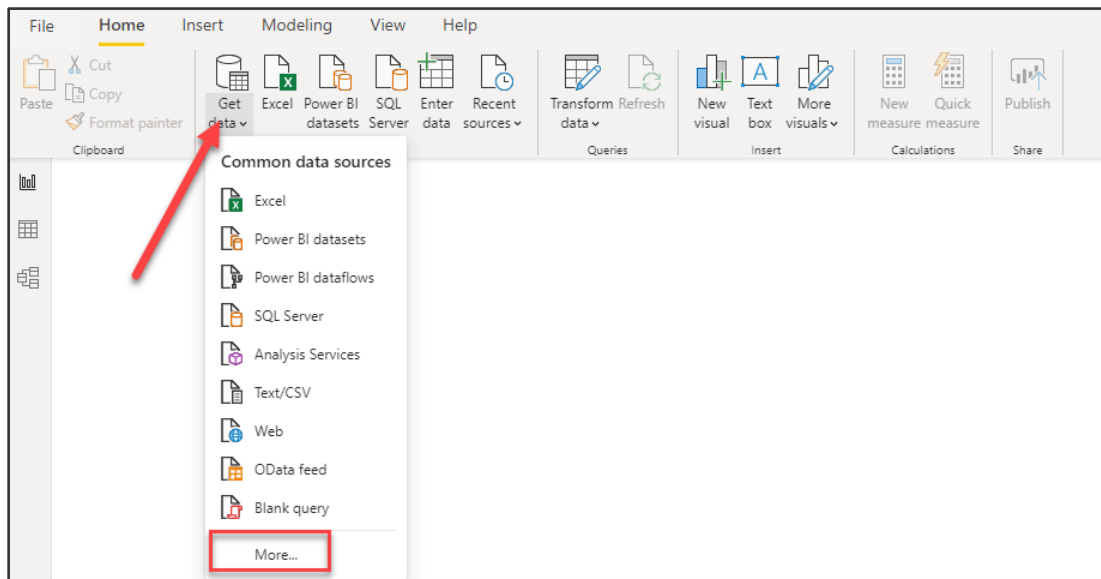 File Home Insert Modeling View Help
Paste
Cut
Copy
Format painter
Clipboard
Get
data
Excel
Power BI
datasets
SQL
Server
Enter
data
Recent
sources
Transform
data
Refresh
Queries
New
visual
Text
box
More
visuals
Insert
New
measure
Quick
measure
Calculations
Publish
Share
Common data sources
Excel
Power BI datasets
Power BI dataflows
SQL Server
Analysis Services
Text/CSV
Web
OData feed
Blank query
More...